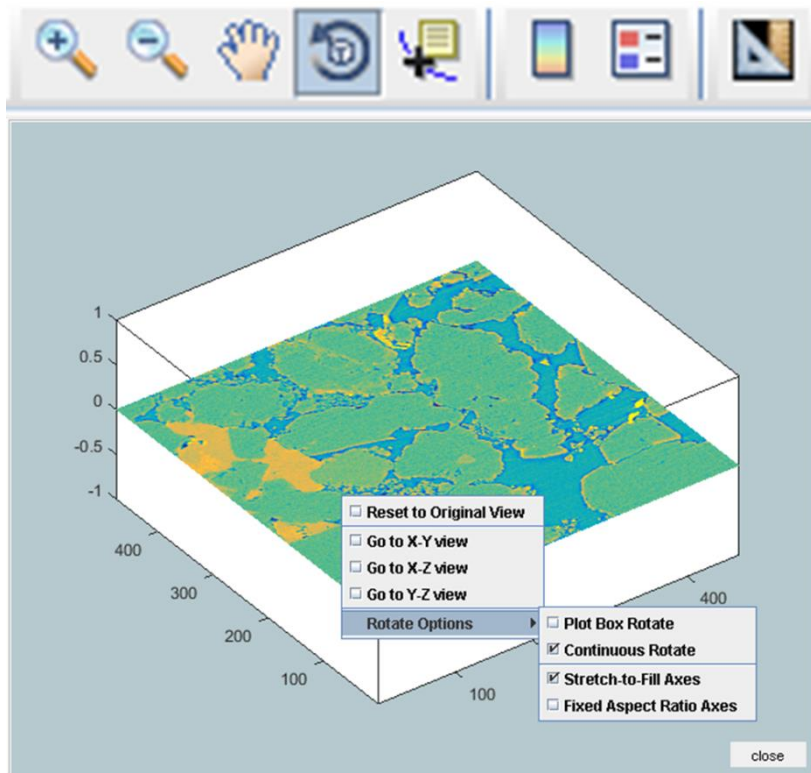 1
0.5
0
-0.5
-1
400
300
200
100
100
400
Reset to Original View
Go to X-Y view
Go to X-Z view
Go to Y-Z view
Rotate Options
Plot Box Rotate
Continuous Rotate
Stretch-to-Fill Axes
Fixed Aspect Ratio Axes
close